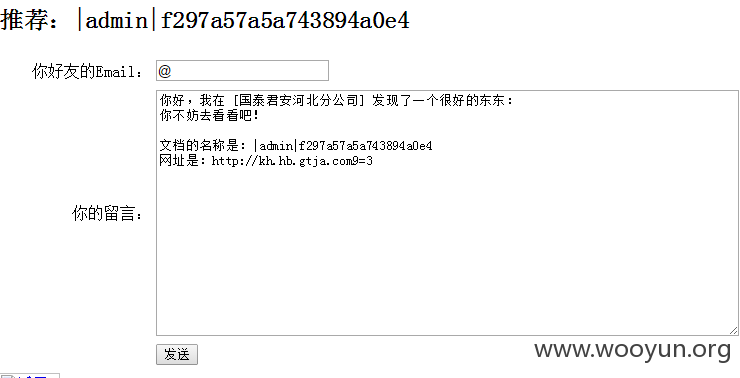 推荐：|admin|f297a57a5a743894a0e4
你好友的Email：
@
你好，我在 [国泰君安河北分公司] 发现了一个很好的东东：
你不妨去看看吧！
文档的名称是：|admin|f297a57a5a743894a0e4
网址是：http://kh.hb.gtja.com9=3
你的留言：
发送
www.wooyun.org